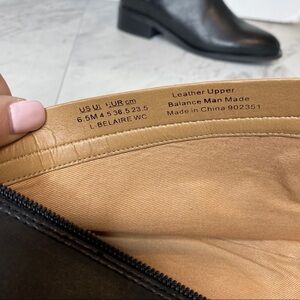 US UK EUR cm
6.5M 4.5 36.5 23.5
L-BELAIRE WC
Leather Upper
Balance Man Made
Made in China 902351